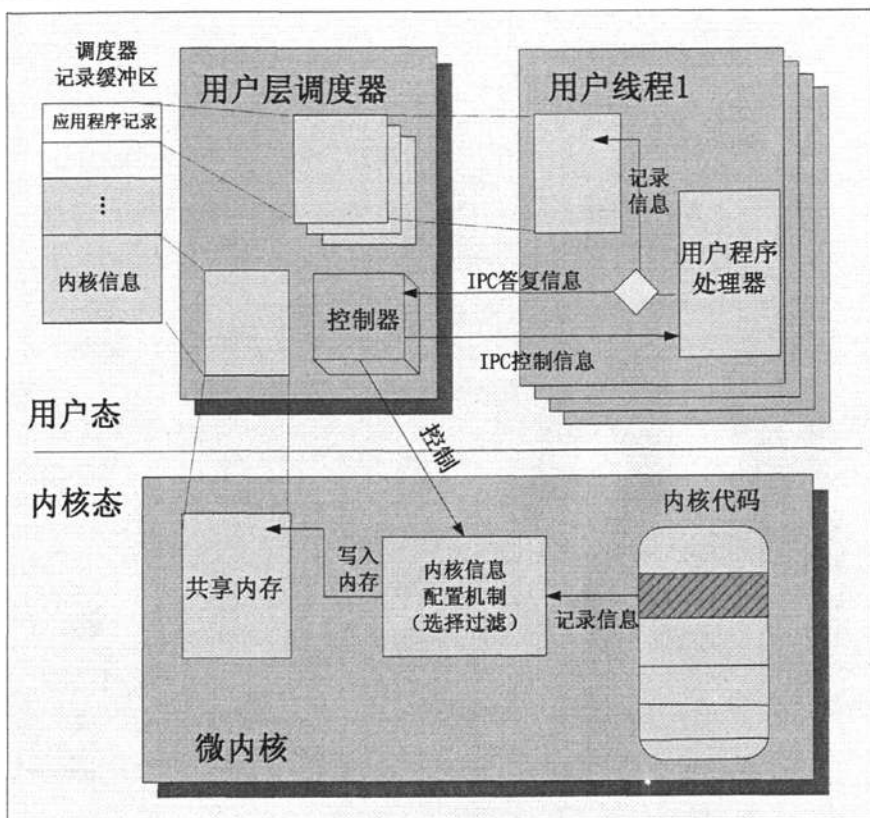 调度器
记录缓冲区
应用程序记录
...
内核信息
用户层调度器
控制器
用户线程1
记录
信息
用户程序
处理器
IPC答复信息
IPC控制信息
用户态
控制
内核态
内核代码
共享内存
写入
内存
内核信息
配置机制
(选择过滤)
记录信息
微内核